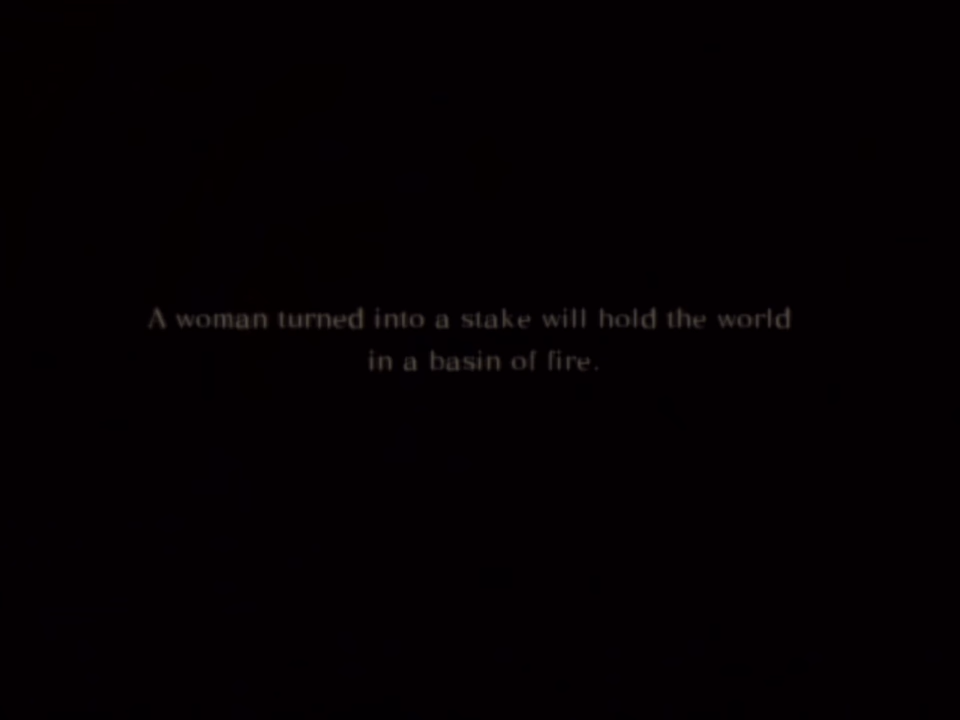 A woman turned into a stake will hold the world
in a basin of fire.